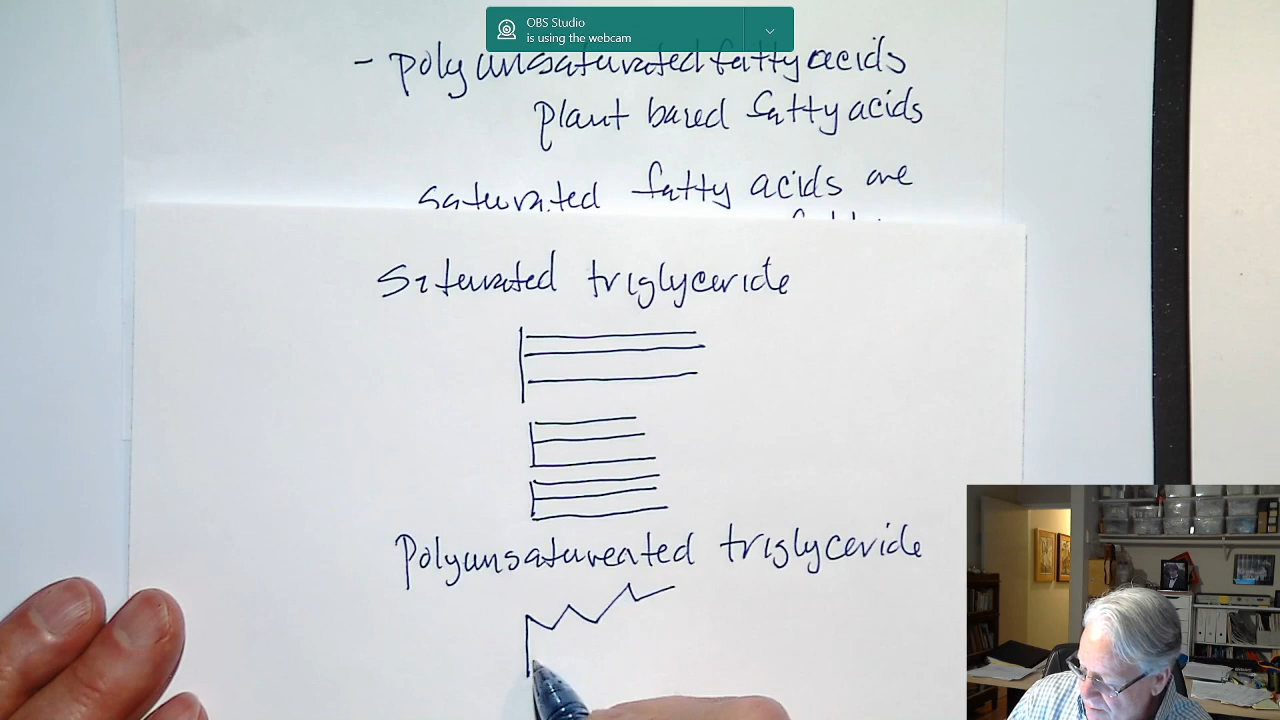 OBS Studio
is using the webcam
- polyunsaturated fatty acids
plant based fatty acids
saturated fatty acids are
Saturated triglyceride
Polyunsatureated triglyceride